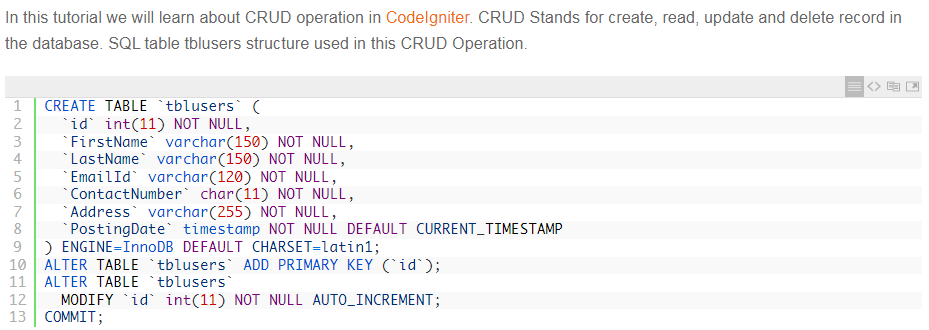 In this tutorial we will learn about CRUD operation in CodeIgniter. CRUD Stands for create, read, update and delete record in
the database. SQL table tblusers structure used in this CRUD Operation.
1 CREATE TABLE `tblusers` (
2 `id` int(11) NOT NULL,
3 `FirstName` varchar(150) NOT NULL,
4 `LastName` varchar(150) NOT NULL,
5 `EmailId` varchar(120) NOT NULL,
6 `ContactNumber` char(11) NOT NULL,
7 `Address` varchar(255) NOT NULL,
8 `PostingDate` timestamp NOT NULL DEFAULT CURRENT_TIMESTAMP
9 ) ENGINE=InnoDB DEFAULT CHARSET=latin1;
10 ALTER TABLE `tblusers` ADD PRIMARY KEY (`id`);
11 ALTER TABLE `tblusers`
12 MODIFY `id` int(11) NOT NULL AUTO_INCREMENT;
13 COMMIT;